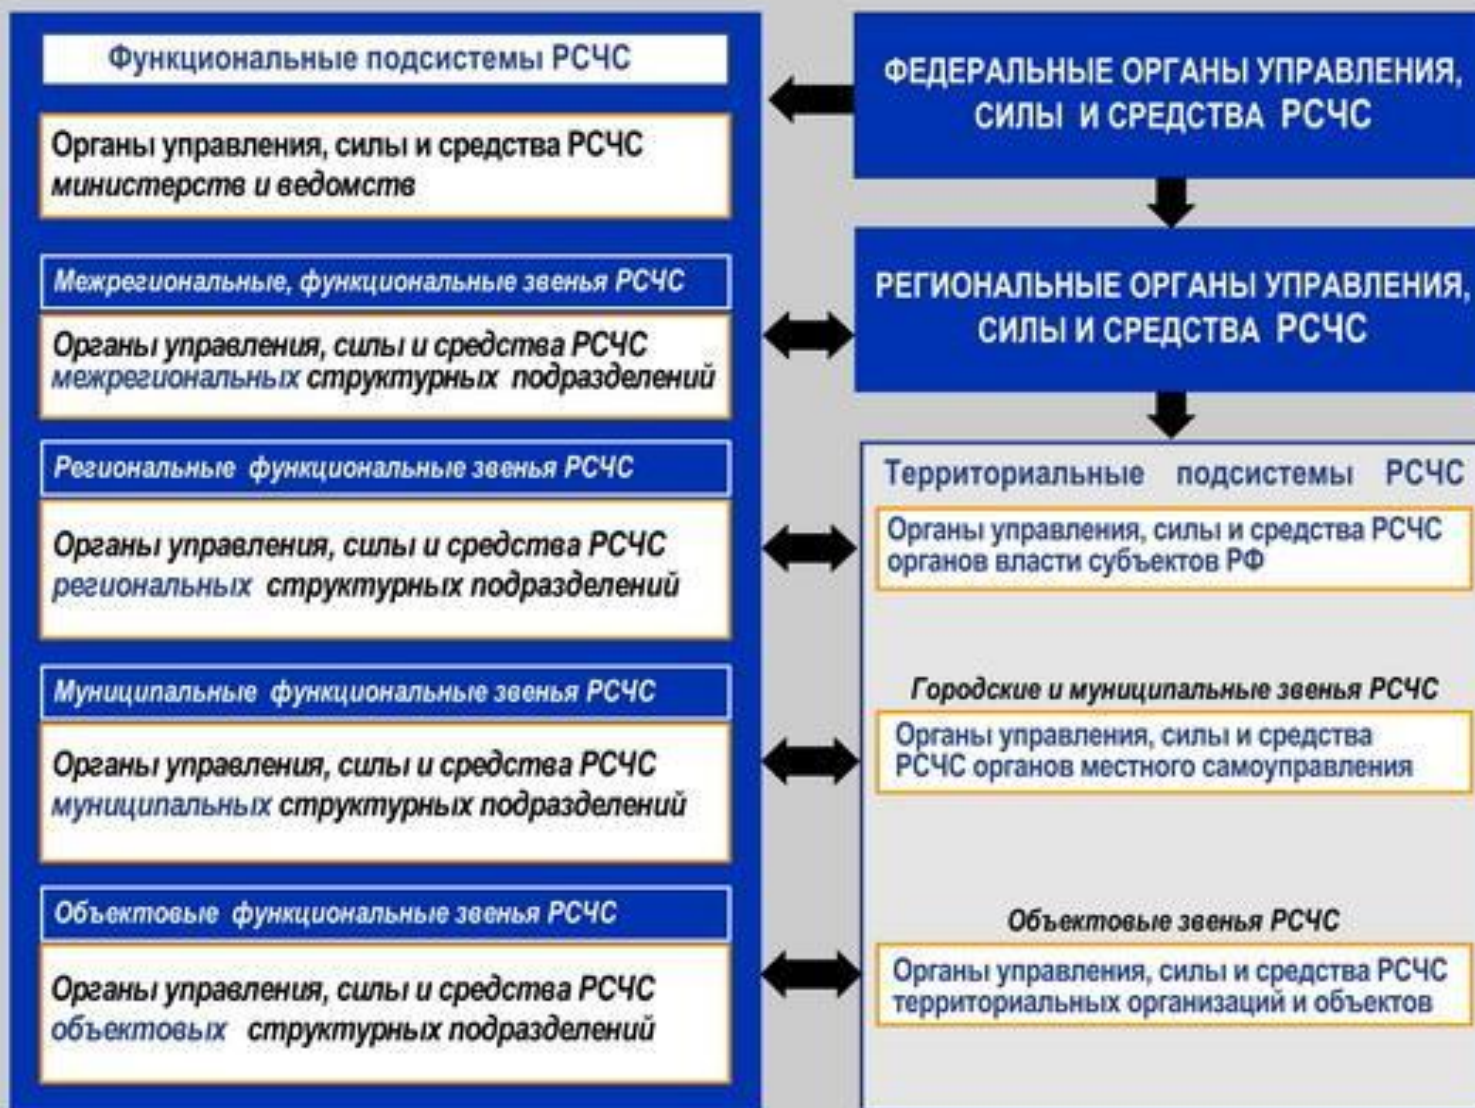 Функциональные подсистемы РСЧС
Органы управления, силы и средства РСЧС
министерств и ведомств
Межрегиональные, функциональные звенья РСЧС
Органы управления, силы и средства РСЧС
межрегиональных структурных подразделений
Региональные функциональные звенья РСЧС
Органы управления, силы и средства РСЧС
региональных структурных подразделений
Муниципальные функциональные звенья РСЧС
Органы управления, силы и средства РСЧС
муниципальных структурных подразделений
Объектовые функциональные звенья РСЧС
Органы управления, силы и средства РСЧС
объектовых структурных подразделений
ФЕДЕРАЛЬНЫЕ ОРГАНЫ УПРАВЛЕНИЯ,
СИЛЫ И СРЕДСТВА РСЧС
РЕГИОНАЛЬНЫЕ ОРГАНЫ УПРАВЛЕНИЯ,
СИЛЫ И СРЕДСТВА РСЧС
Территориальные подсистемы РСЧС
Органы управления, силы и средства РСЧС
органов власти субъектов РФ
Городские и муниципальные звенья РСЧС
Органы управления, силы и средства
РСЧС органов местного самоуправления
Объектовые звенья РСЧС
Органы управления, силы и средства РСЧС
территориальных организаций и объектов